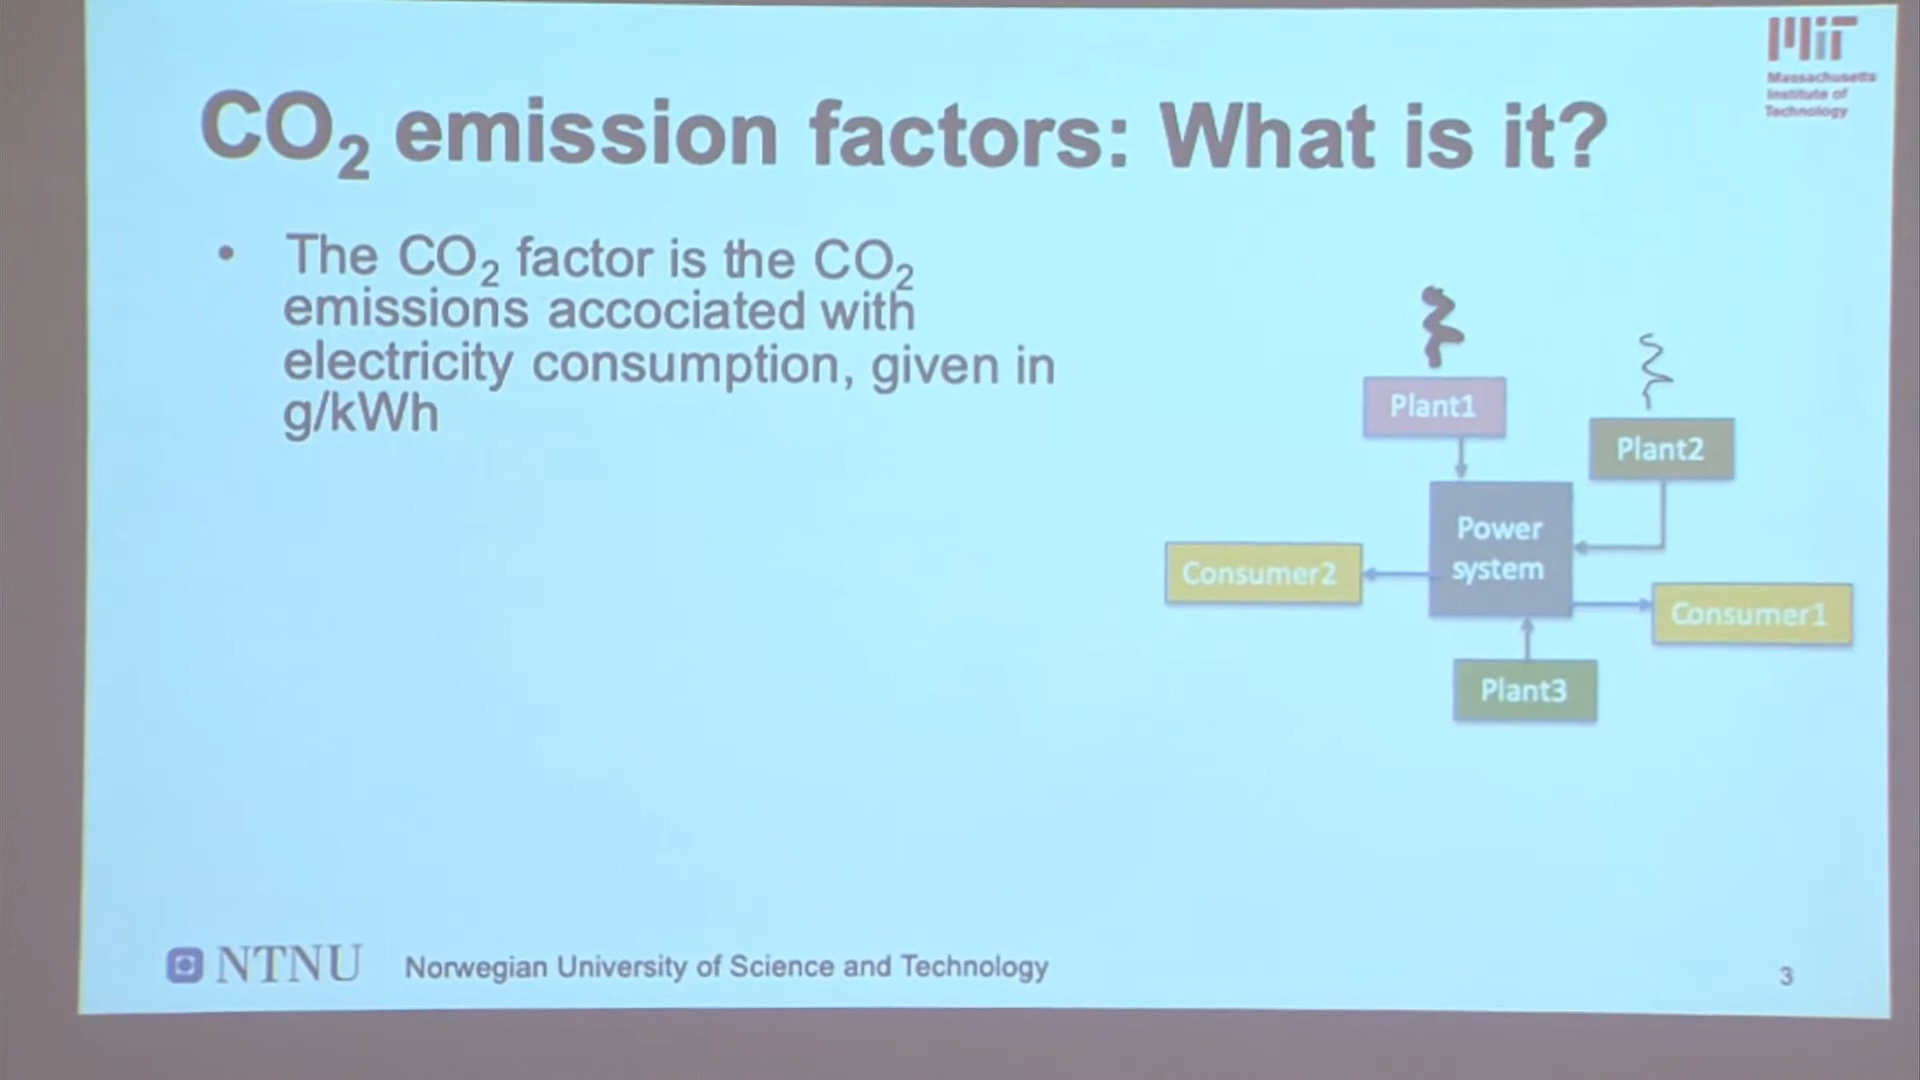 MIT
Massachusetts
Institute of
Technology
CO₂ emission factors: What is it?
• The CO₂ factor is the CO₂
emissions accociated with
electricity consumption, given in
g/kWh
Plant1
Plant2
Power
system
Consumer2
Consumer1
Plant3
NTNU Norwegian University of Science and Technology
3